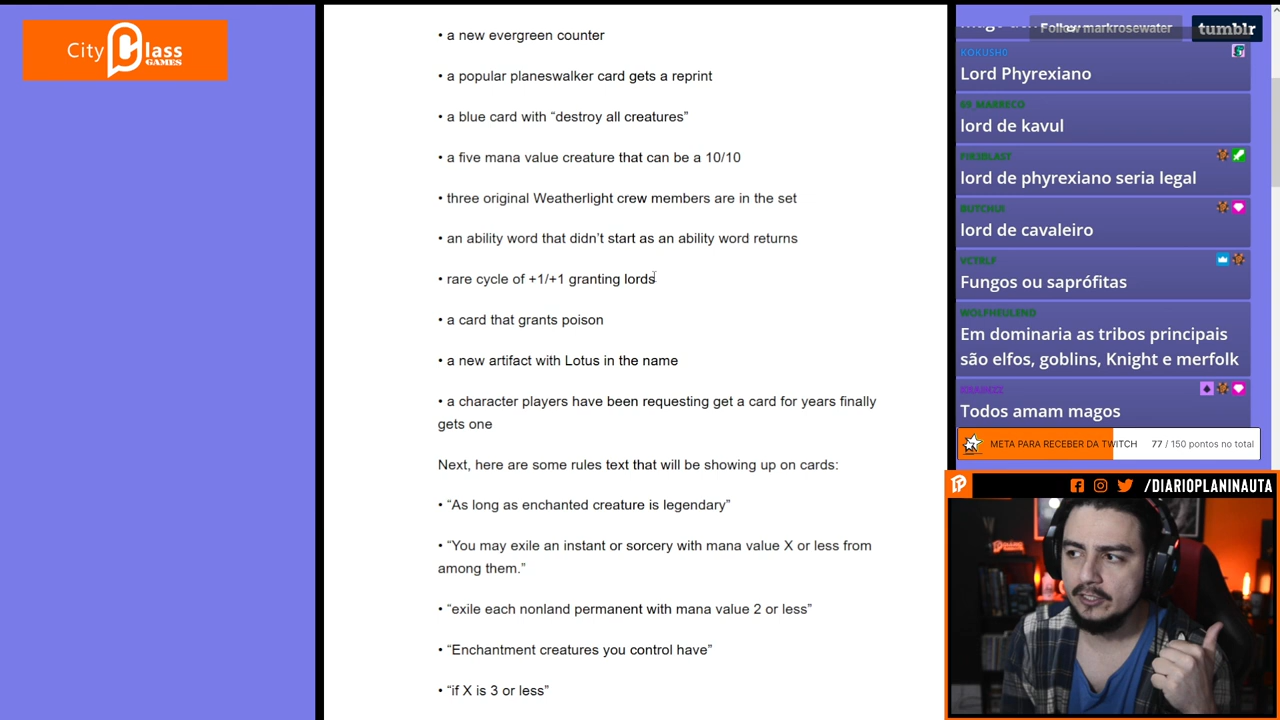 City Class
GAMES
• a new evergreen counter
• a popular planeswalker card gets a reprint
• a blue card with “destroy all creatures”
• a five mana value creature that can be a 10/10
• three original Weatherlight crew members are in the set
• an ability word that didn’t start as an ability word returns
• rare cycle of +1/+1 granting lords
• a card that grants poison
• a new artifact with Lotus in the name
• a character players have been requesting get a card for years finally
gets one
Next, here are some rules text that will be showing up on cards:
• “As long as enchanted creature is legendary”
• “You may exile an instant or sorcery with mana value X or less from
among them.”
• “exile each nonland permanent with mana value 2 or less”
• “Enchantment creatures you control have”
• “if X is 3 or less”
Follow markrosewater
tumblr
KOKUSH0
Lord Phyrexiano
lord de kavul
lord de phyrexiano seria legal
BUTCHUI
lord de cavaleiro
VCTRLF
Fungos ou saprófitas
WOLFHEULIND
Em dominaria as tribos principais
são elfos, goblins, Knight e merfolk
Todos amam magos
META PARA RECEBER DA TWITCH 77 / 150 pontos no total
/DIARIOPLANINAUTA